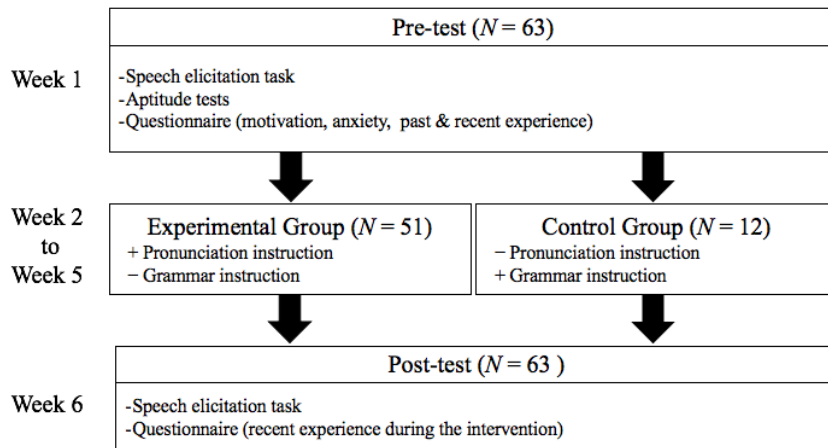 Pre-test (N = 63)
Week 1
-Speech elicitation task
-Aptitude tests
-Questionnaire (motivation, anxiety, past & recent experience)
Week 2
to
Week 5
Experimental Group (N = 51)
+ Pronunciation instruction
− Grammar instruction
Control Group (N = 12)
− Pronunciation instruction
+ Grammar instruction
Post-test (N = 63 )
Week 6
-Speech elicitation task
-Questionnaire (recent experience during the intervention)